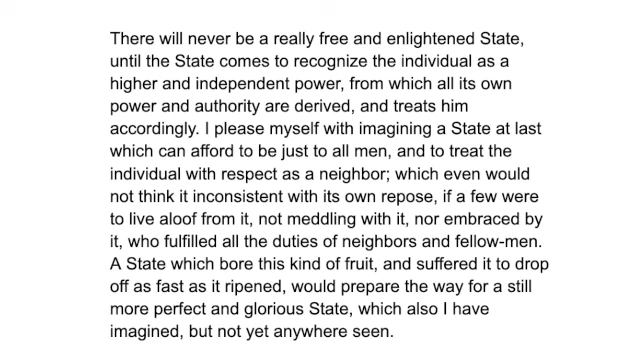 There will never be a really free and enlightened State,
until the State comes to recognize the individual as a
higher and independent power, from which all its own
power and authority are derived, and treats him
accordingly. I please myself with imagining a State at last
which can afford to be just to all men, and to treat the
individual with respect as a neighbor; which even would
not think it inconsistent with its own repose, if a few were
to live aloof from it, not meddling with it, nor embraced by
it, who fulfilled all the duties of neighbors and fellow-men.
A State which bore this kind of fruit, and suffered it to drop
off as fast as it ripened, would prepare the way for a still
more perfect and glorious State, which also I have
imagined, but not yet anywhere seen.